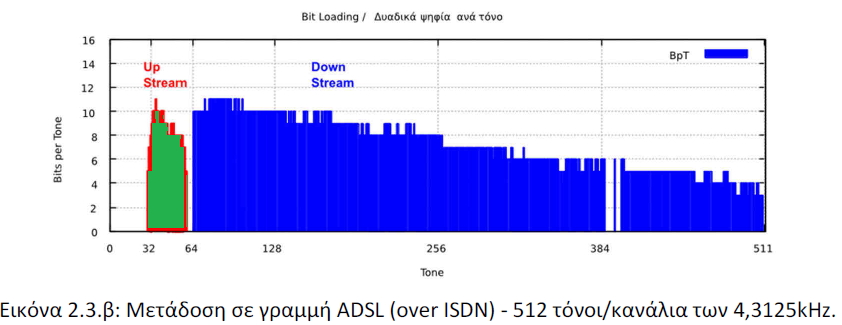 Bit Loading / Δυαδικά ψηφία ανά τόνο
16
14
12
10
8
6
4
2
0
Bits per Tone
Up
Stream
Down
Stream
BpT
0 32 64 128 256 384 511
Tone
Εικόνα 2.3.β: Μετάδοση σε γραμμή ADSL (over ISDN) - 512 τόνοι/κανάλια των 4,3125kHz.